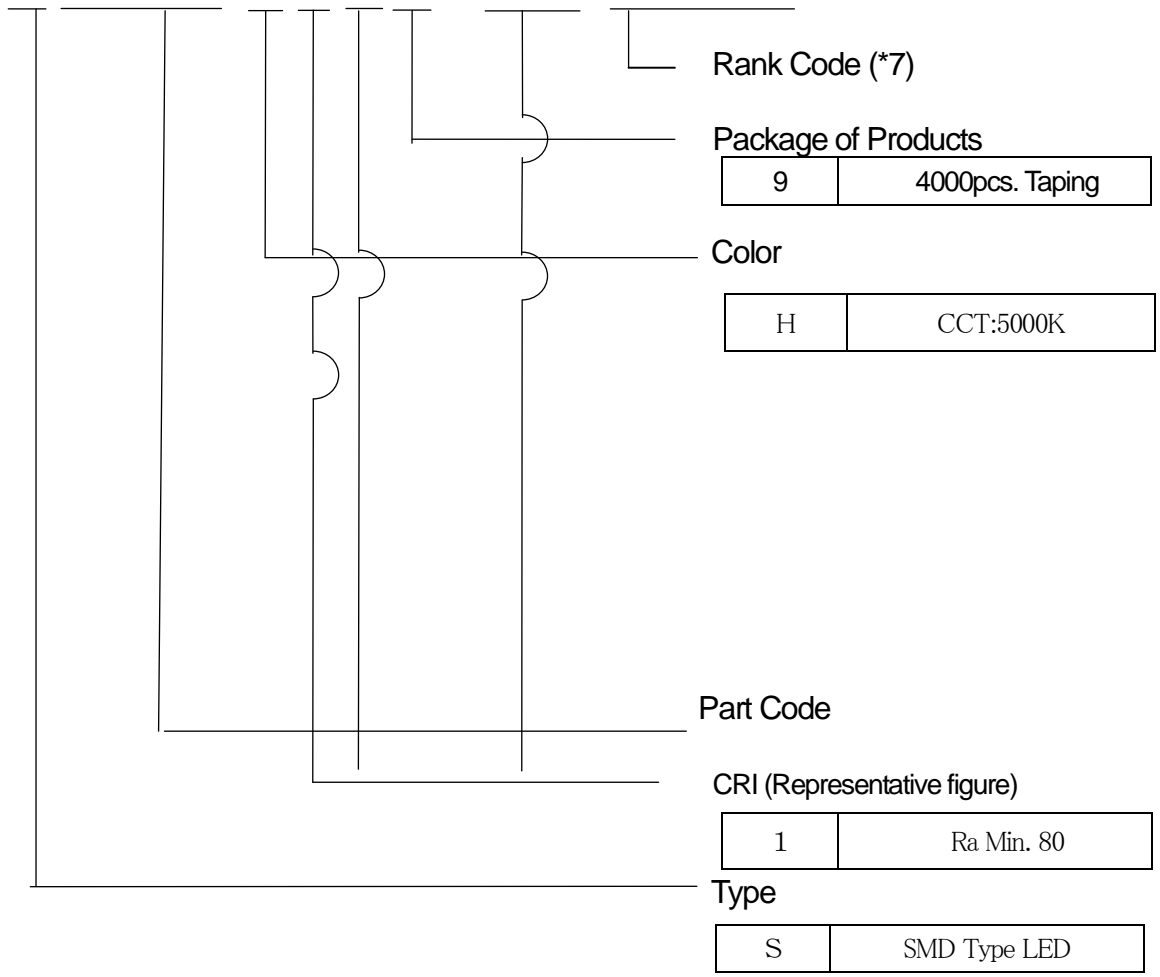 Rank Code (*7)
Package of Products
9 4000pcs. Taping
Color
H CCT:5000K
Part Code
CRI (Representative figure)
1 Ra Min. 80
Type
S SMD Type LED